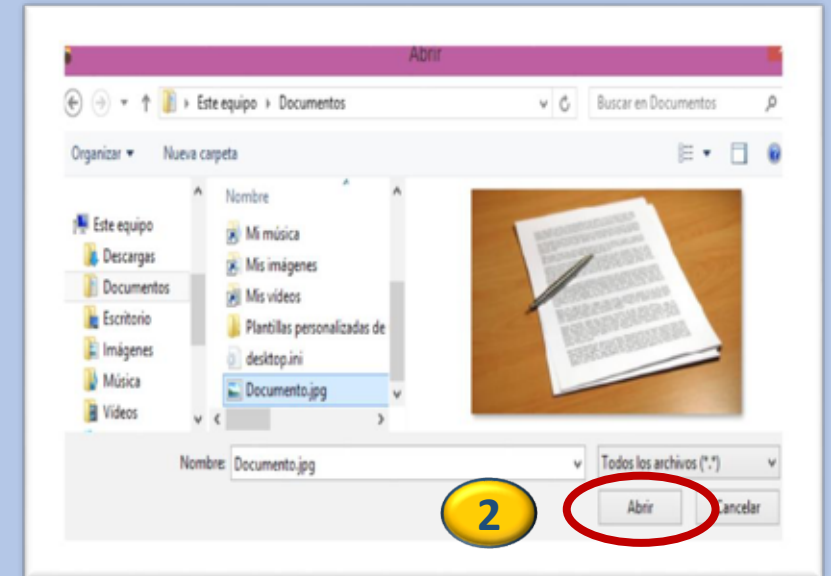 Abrir
Este equipo Documentos
Buscar en Documentos
Organizar Nueva carpeta
Nombre
Este equipo
Descargas
Documentos
Escritorio
Imágenes
Música
Vídeos
Mi música
Mis imágenes
Mis vídeos
Plantillas personalizadas de
desktop.ini
Documento.jpg
Nombre: Documento.jpg
Todos los archivos (*.*)
2
Abrir
Cancelar